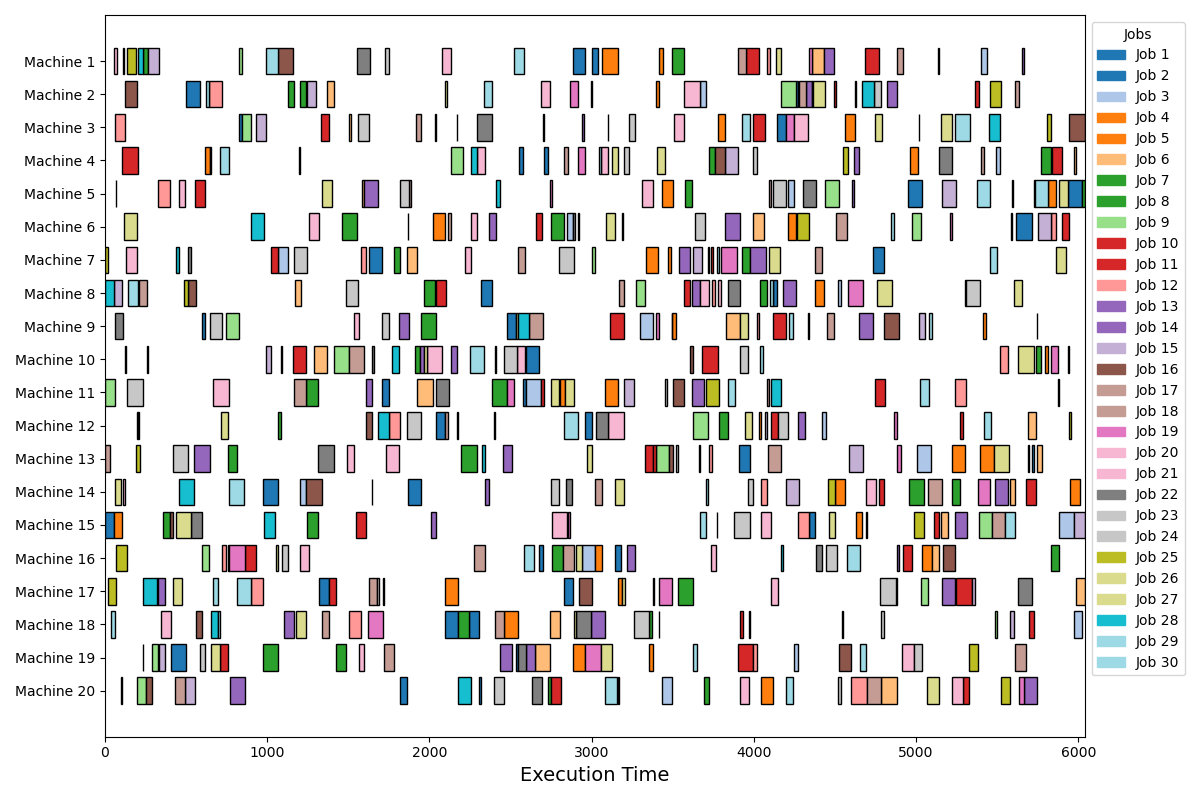 Machine 1
Machine 2
Machine 3
Machine 4
Machine 5
Machine 6
Machine 7
Machine 8
Machine 9
Machine 10
Machine 11
Machine 12
Machine 13
Machine 14
Machine 15
Machine 16
Machine 17
Machine 18
Machine 19
Machine 20
0 1000 2000 3000 4000 5000 6000
Execution Time
Jobs
Job 1
Job 2
Job 3
Job 4
Job 5
Job 6
Job 7
Job 8
Job 9
Job 10
Job 11
Job 12
Job 13
Job 14
Job 15
Job 16
Job 17
Job 18
Job 19
Job 20
Job 21
Job 22
Job 23
Job 24
Job 25
Job 26
Job 27
Job 28
Job 29
Job 30